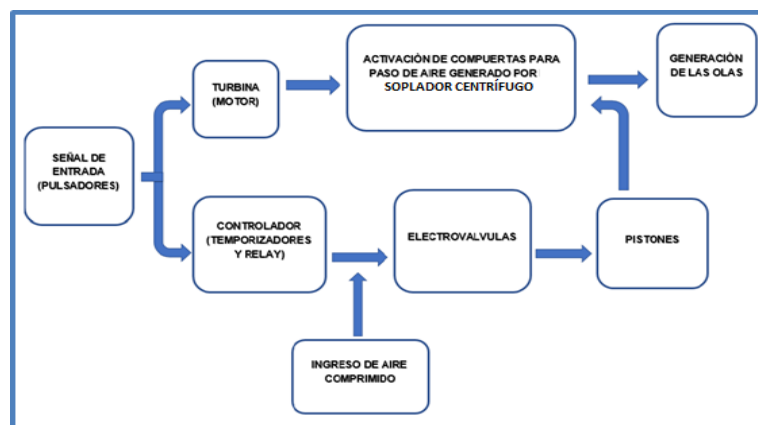 TURBINA
(MOTOR)
ACTIVACIÓN DE COMPUERTAS PARA
PASO DE AIRE GENERADO POR
SOPLADOR CENTRÍFUGO
GENERACIÓN
DE LAS OLAS
SEÑAL DE
ENTRADA
(PULSADORES)
CONTROLADOR
(TEMPORIZADORES
Y RELAY)
ELECTROVALVULAS
PISTONES
INGRESO DE AIRE
COMPRIMIDO